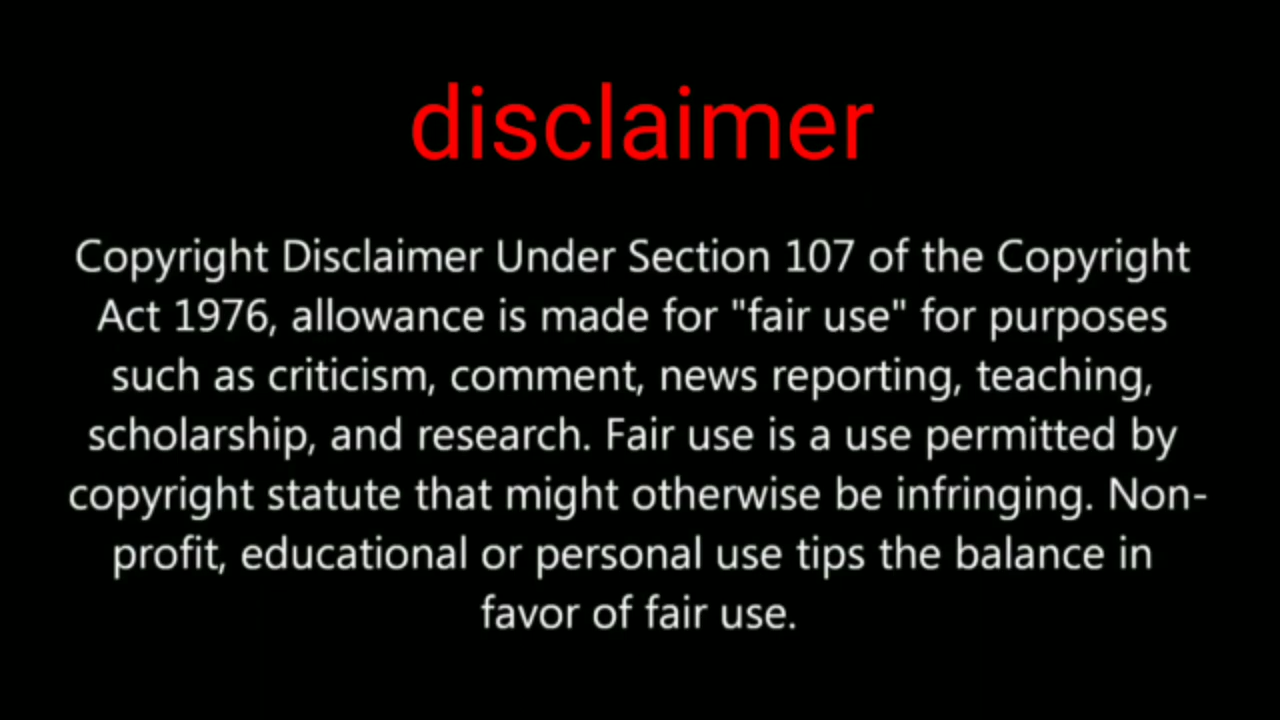 disclaimer
Copyright Disclaimer Under Section 107 of the Copyright
Act 1976, allowance is made for "fair use" for purposes
such as criticism, comment, news reporting, teaching,
scholarship, and research. Fair use is a use permitted by
copyright statute that might otherwise be infringing. Non-
profit, educational or personal use tips the balance in
favor of fair use.